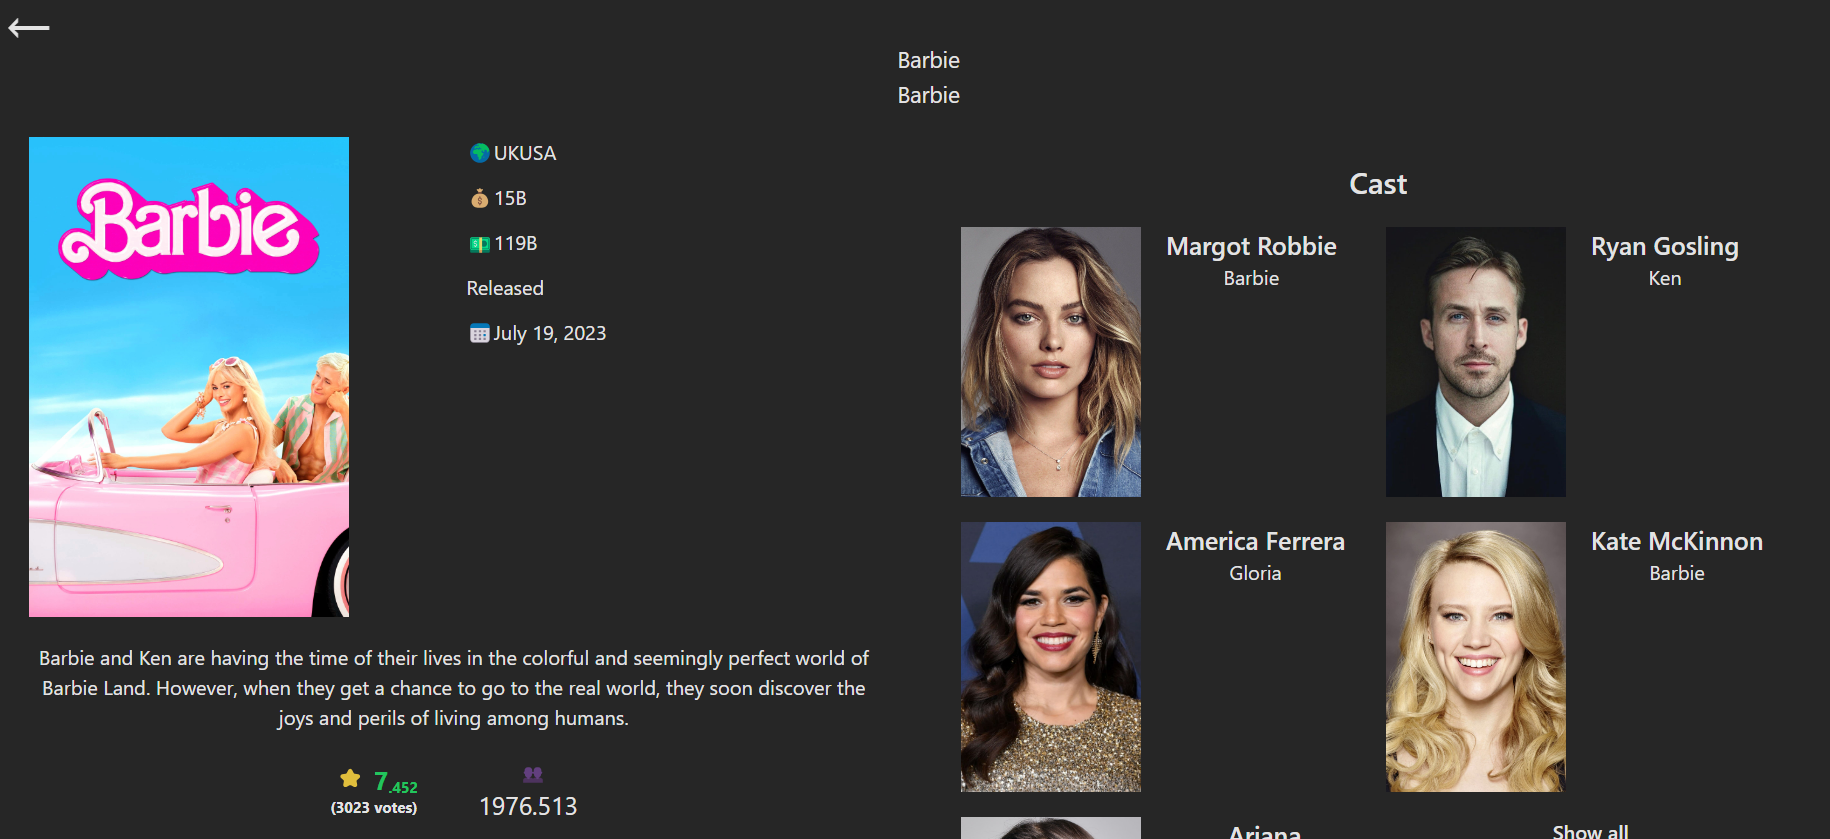 Barbie
Barbie
Barbie
UKUSA
15B
119B
Released
July 19, 2023
Barbie and Ken are having the time of their lives in the colorful and seemingly perfect world of
Barbie Land. However, when they get a chance to go to the real world, they soon discover the
joys and perils of living among humans.
7.452
(3023 votes)
1976.513
Cast
Margot Robbie
Barbie
Ryan Gosling
Ken
America Ferrera
Gloria
Kate McKinnon
Barbie
Ariana
Show all